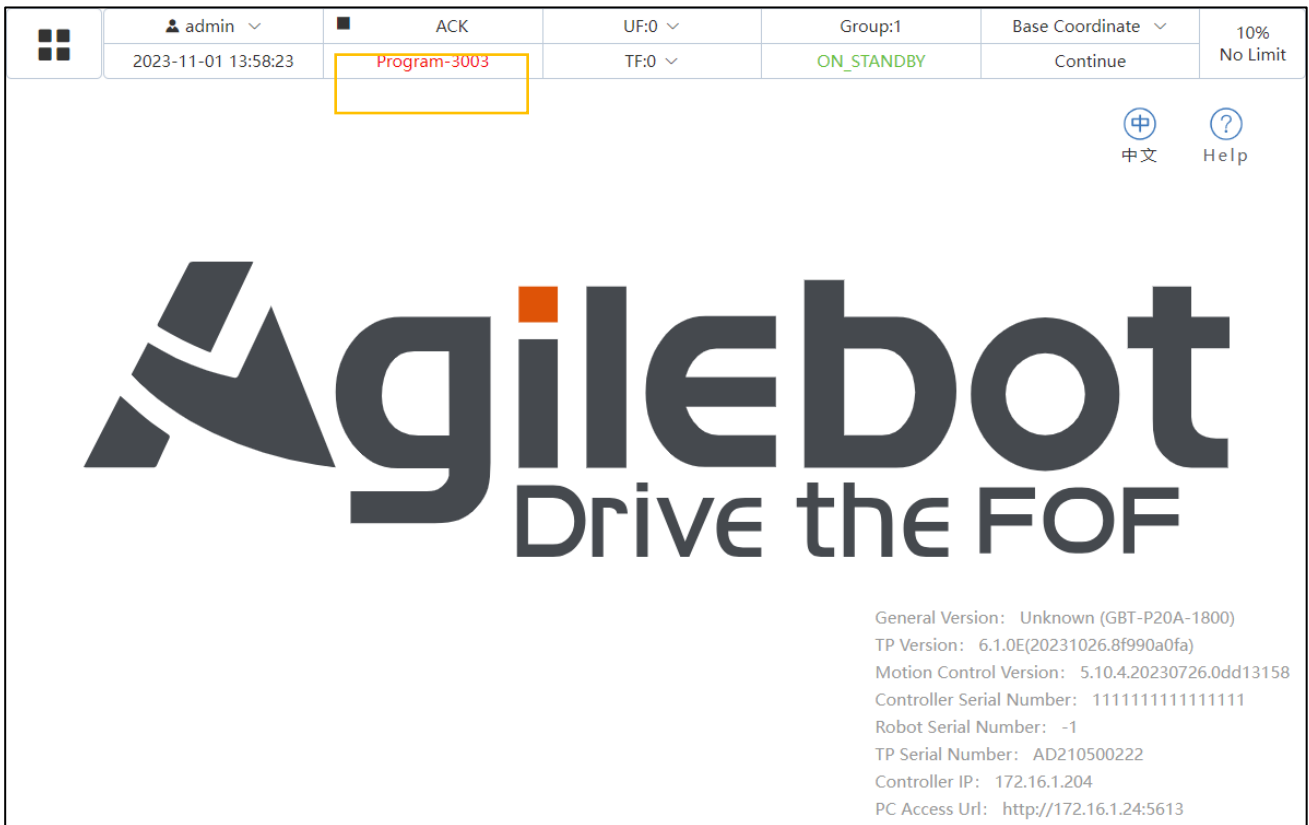 admin ACK UF:0 Group:1 Base Coordinate 10%
2023-11-01 13:58:23 Program-3003 TF:0 ON_STANDBY Continue No Limit
中 ?
中文 Help
Agilebot
Drive the FOF
General Version: Unknown (GBT-P20A-1800)
TP Version: 6.1.0E(20231026.8f990a0fa)
Motion Control Version: 5.10.4.20230726.0dd13158
Controller Serial Number: 1111111111111111
Robot Serial Number: -1
TP Serial Number: AD210500222
Controller IP: 172.16.1.204
PC Access Url: http://172.16.1.24:5613